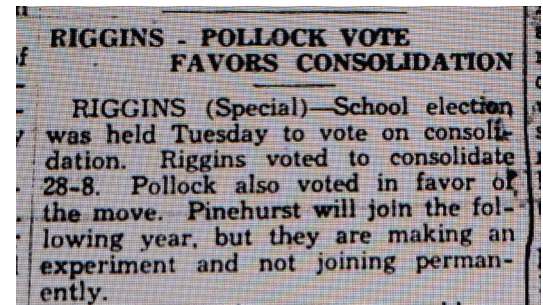 RIGGINS - POLLOCK VOTE
FAVORS CONSOLIDATION
RIGGINS (Special)—School election
was held Tuesday to vote on consoli-
dation. Riggins voted to consolidate
28-8. Pollock also voted in favor of
the move. Pinehurst will join the fol-
lowing year, but they are making an
experiment and not joining perman-
ently.